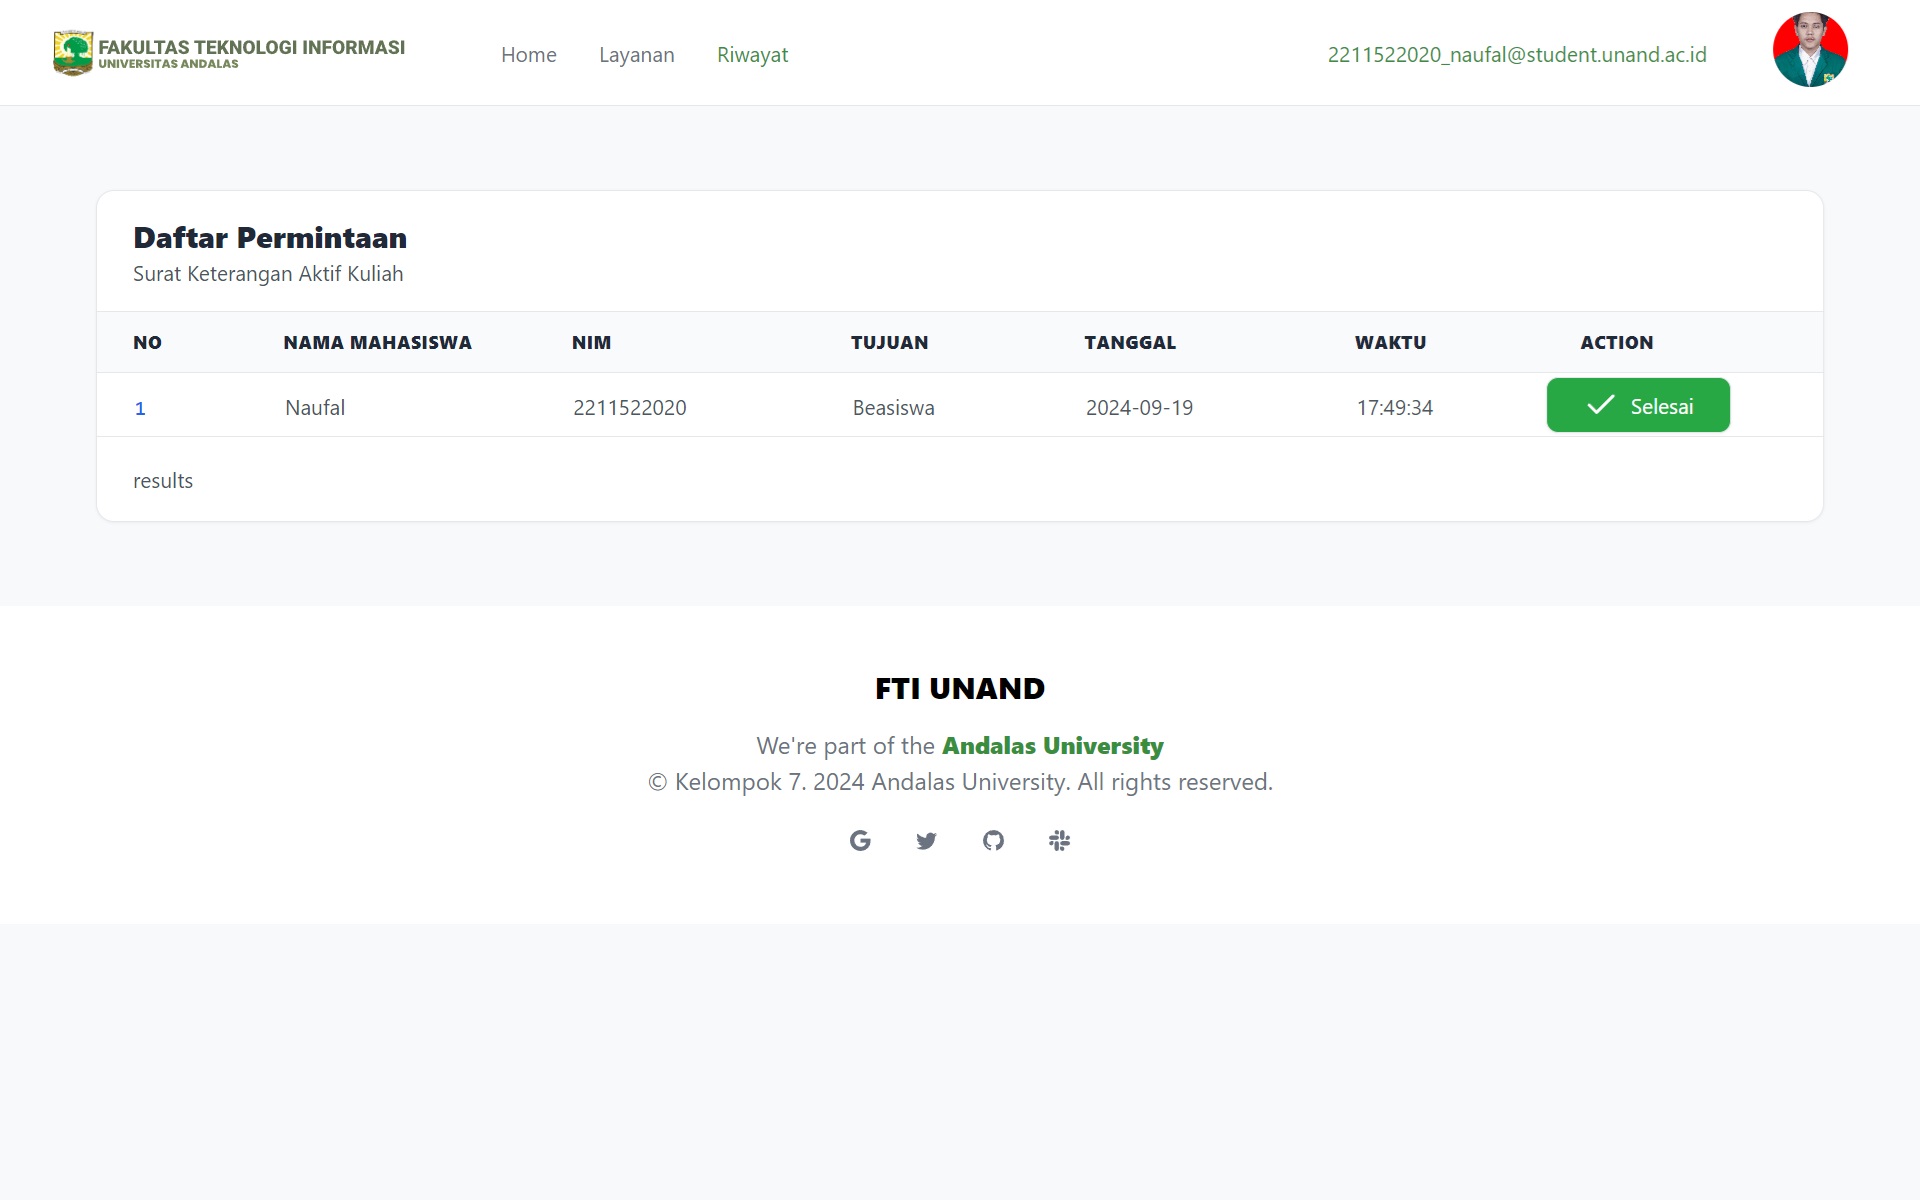 FAKULTAS TEKNOLOGI INFORMASI
UNIVERSITAS ANDALAS
Home Layanan Riwayat 2211522020_naufal@student.unand.ac.id
Daftar Permintaan
Surat Keterangan Aktif Kuliah
NO NAMA MAHASISWA NIM TUJUAN TANGGAL WAKTU ACTION
1 Naufal 2211522020 Beasiswa 2024-09-19 17:49:34 Selesai
results
FTI UNAND
We're part of the Andalas University
© Kelompok 7. 2024 Andalas University. All rights reserved.